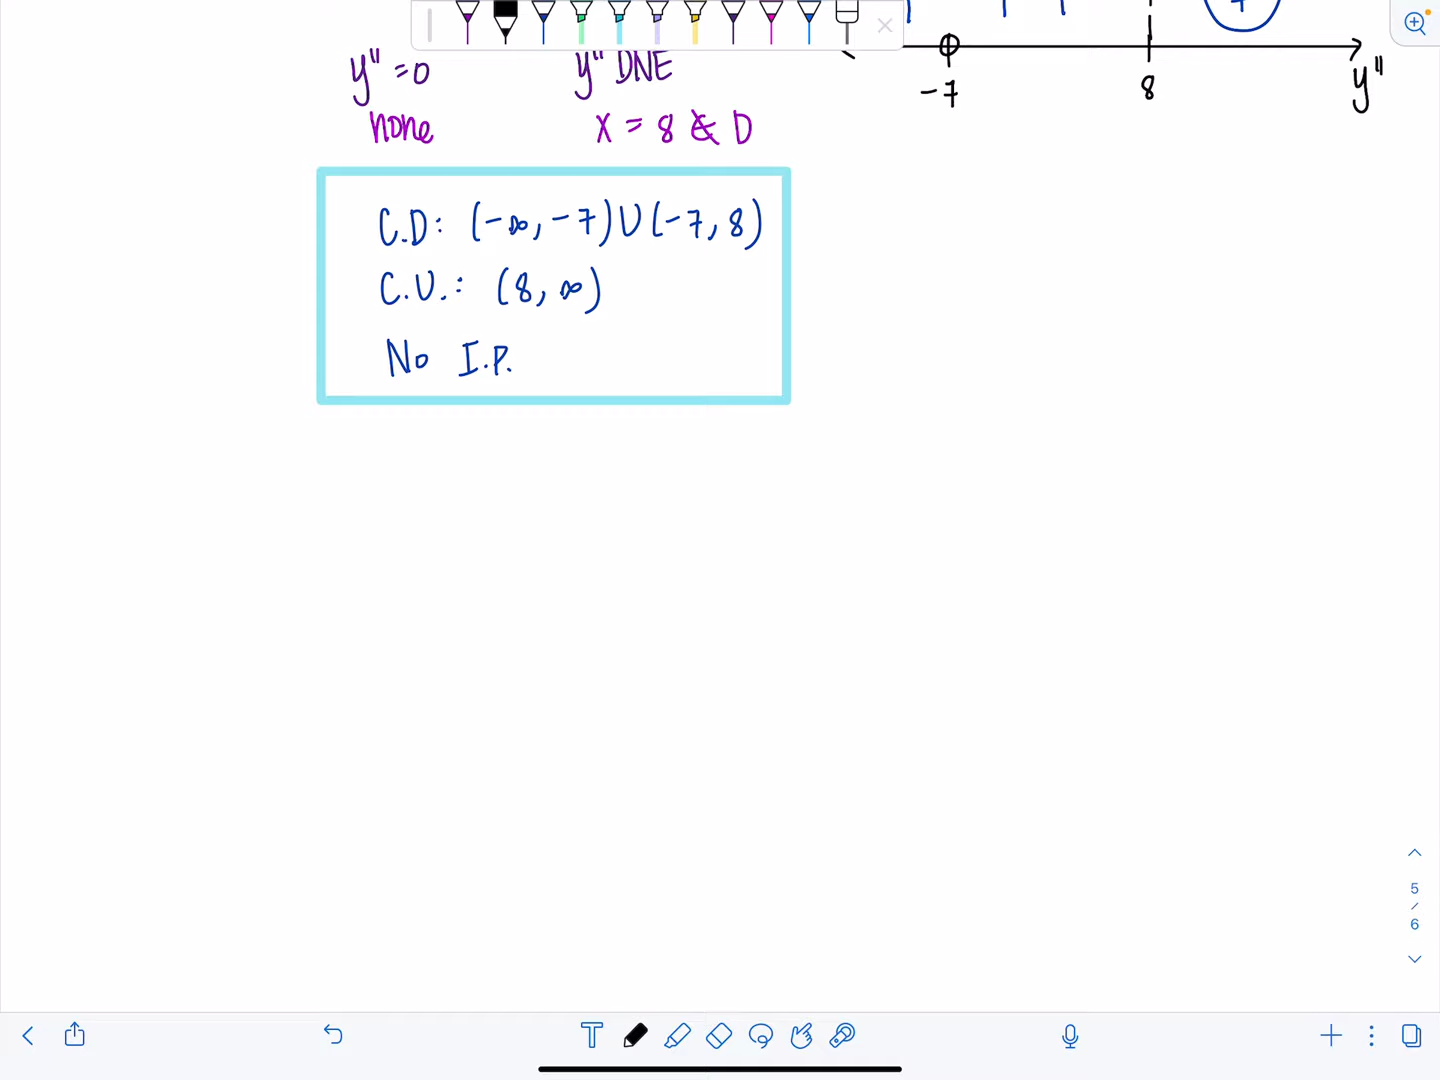 y'' = 0 y'' DNE
none x = 8 & D
-7 8 y''
C.D: (-∞, -7) U (-7, 8)
C.U.: (8, ∞)
No I.P.
5
/
6
T